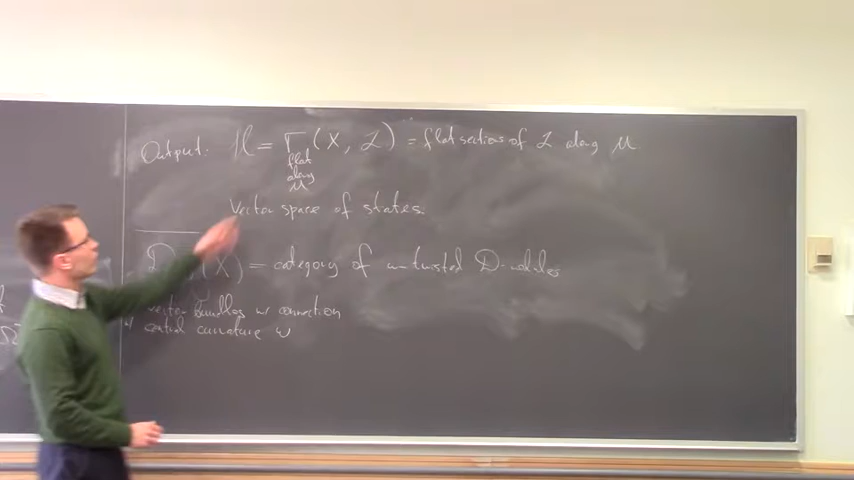 Output: ℋ = Γ (X, ℒ) = flat sections of ℒ along μ
flat
along
μ
Vector space of states.
D (X) = category of ω-twisted D-modules
vector bundles w connection
w/ central curvature ω